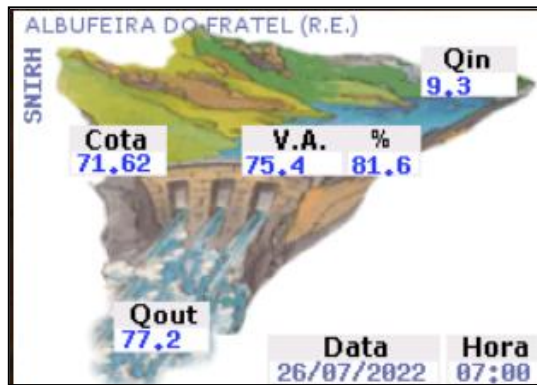 ALBUFEIRA DO FRATEL (R.E.)
SNIRH
Qin
9.3
Cota
71.62
V.A. %
75.4 81.6
Qout
77.2
Data Hora
26/07/2022 07:00